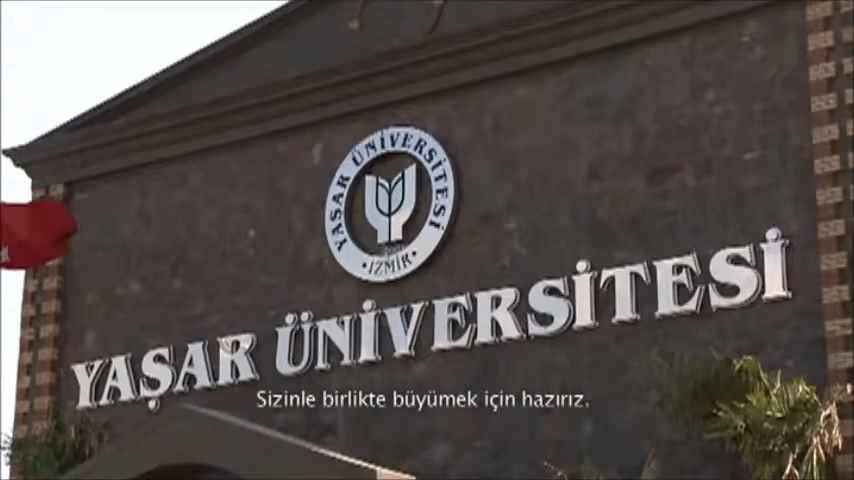 YAŞAR ÜNİVERSİTESİ
• İZMİR •
YAŞAR ÜNİVERSİTESİ
Sizinle birlikte büyümek için hazırız.